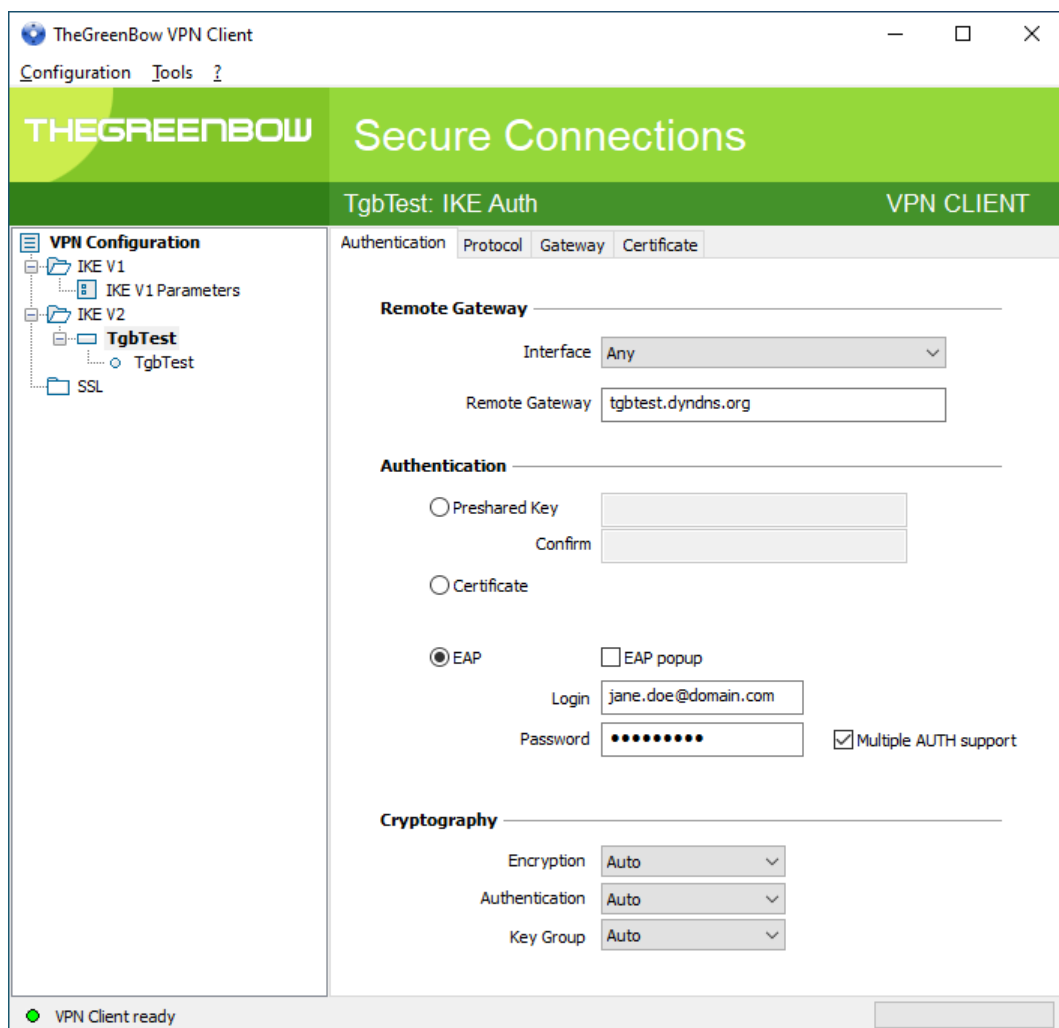 TheGreenBow VPN Client
Configuration Tools ?
THEGREENBOW
Secure Connections
TgbTest: IKE Auth VPN CLIENT
VPN Configuration
IKE V1
IKE V1 Parameters
IKE V2
TgbTest
TgbTest
SSL
Authentication Protocol Gateway Certificate
Remote Gateway
Interface Any
Remote Gateway tgbtest.dyndns.org
Authentication
Preshared Key
Confirm
Certificate
EAP EAP popup
Login jane.doe@domain.com
Password ●●●●●●●●● Multiple AUTH support
Cryptography
Encryption Auto
Authentication Auto
Key Group Auto
VPN Client ready